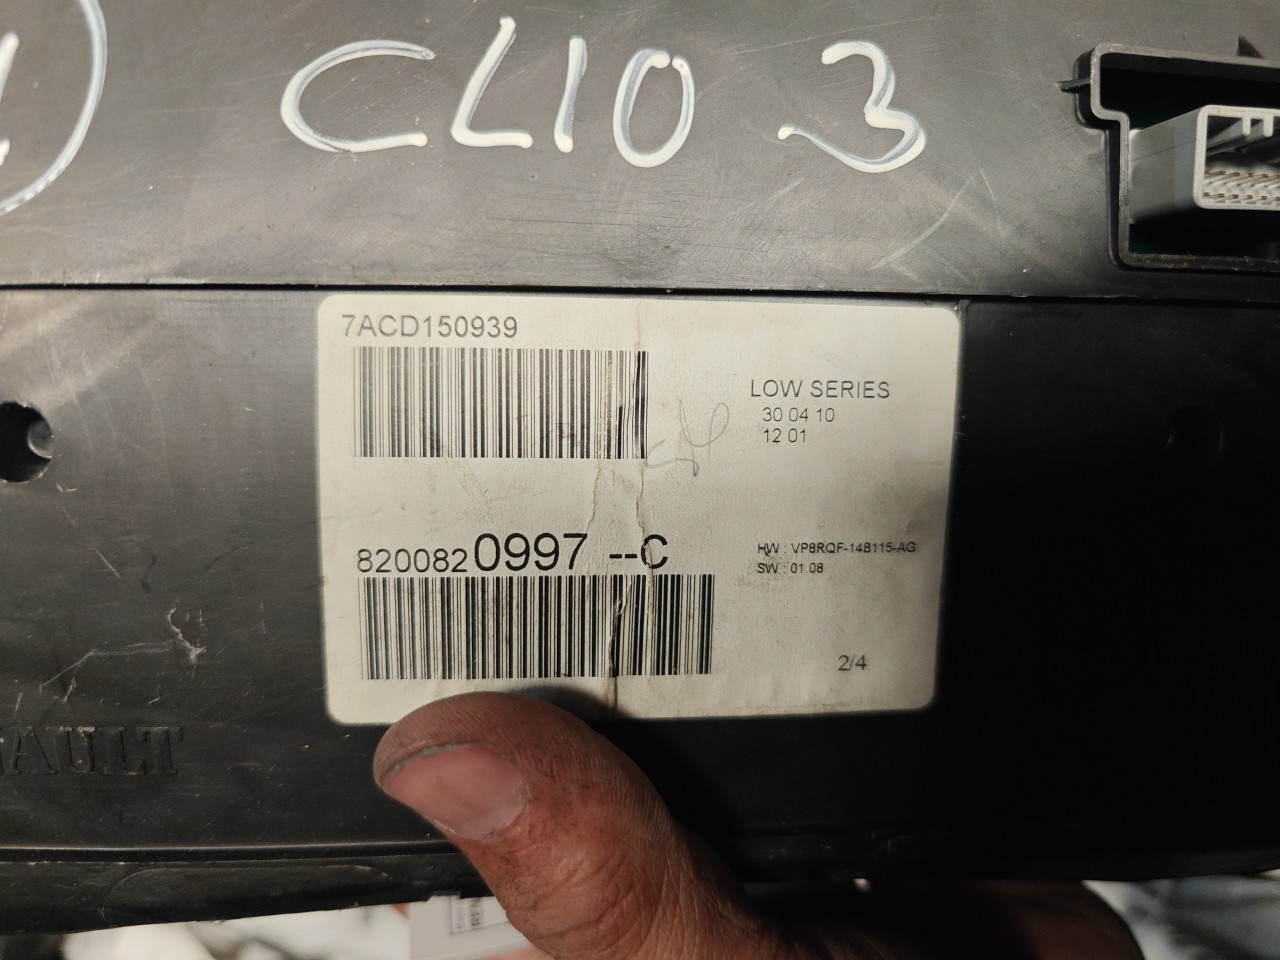 CLIO 3
7ACD150939
LOW SERIES
30 04 10
12 01
8200820997 --C
HW : VP8RQF-14B115-AG
SW : 01.08
2/4
AULT